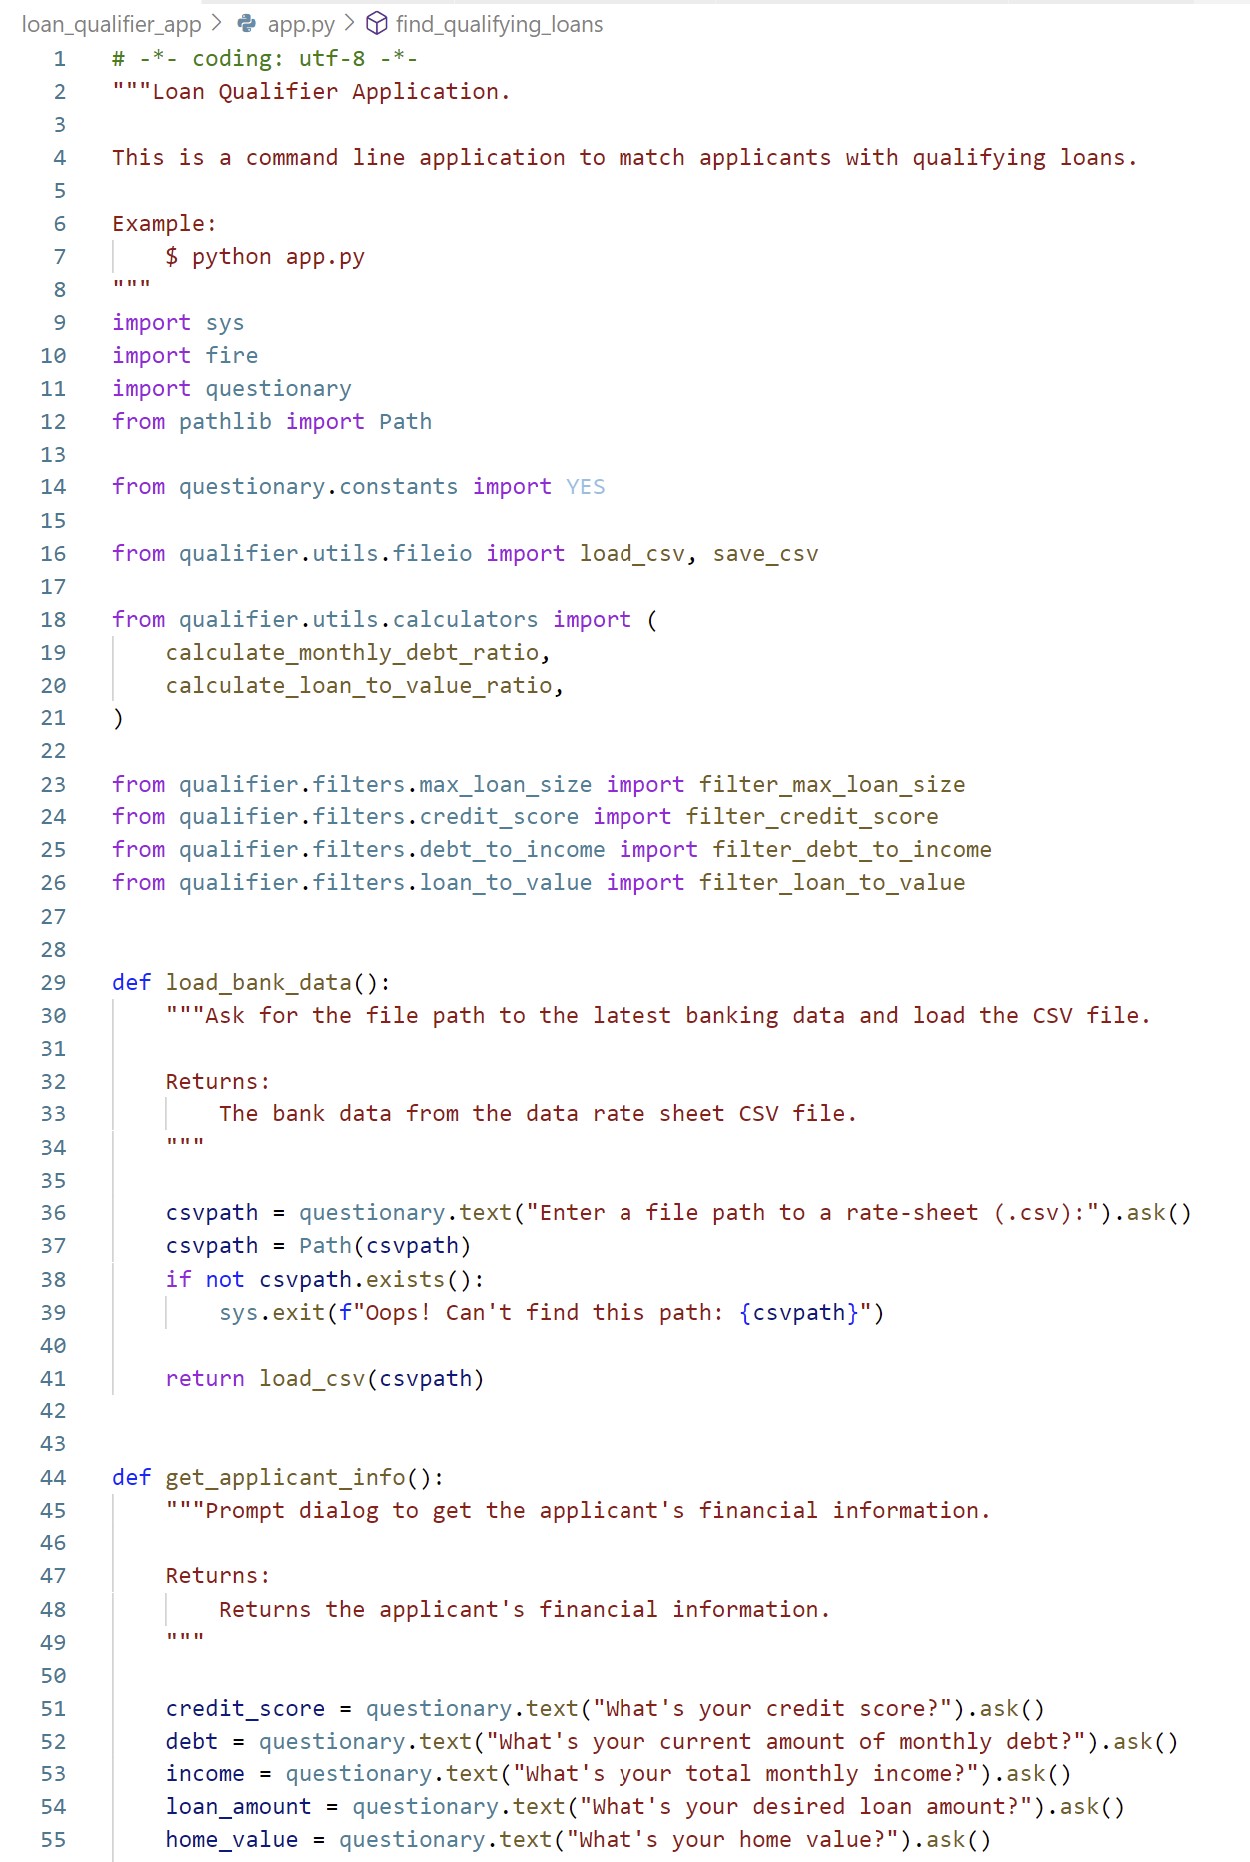 loan_qualifier_app > app.py > find_qualifying_loans
1 # -*- coding: utf-8 -*-
2 """Loan Qualifier Application.
3
4 This is a command line application to match applicants with qualifying loans.
5
6 Example:
7     $ python app.py
8 """
9 import sys
10 import fire
11 import questionary
12 from pathlib import Path
13
14 from questionary.constants import YES
15
16 from qualifier.utils.fileio import load_csv, save_csv
17
18 from qualifier.utils.calculators import (
19     calculate_monthly_debt_ratio,
20     calculate_loan_to_value_ratio,
21 )
22
23 from qualifier.filters.max_loan_size import filter_max_loan_size
24 from qualifier.filters.credit_score import filter_credit_score
25 from qualifier.filters.debt_to_income import filter_debt_to_income
26 from qualifier.filters.loan_to_value import filter_loan_to_value
27
28
29 def load_bank_data():
30     """Ask for the file path to the latest banking data and load the CSV file.
31
32     Returns:
33         The bank data from the data rate sheet CSV file.
34     """
35
36     csvpath = questionary.text("Enter a file path to a rate-sheet (.csv):").ask()
37     csvpath = Path(csvpath)
38     if not csvpath.exists():
39         sys.exit(f"Oops! Can't find this path: {csvpath}")
40
41     return load_csv(csvpath)
42
43
44 def get_applicant_info():
45     """Prompt dialog to get the applicant's financial information.
46
47     Returns:
48         Returns the applicant's financial information.
49     """
50
51     credit_score = questionary.text("What's your credit score?").ask()
52     debt = questionary.text("What's your current amount of monthly debt?").ask()
53     income = questionary.text("What's your total monthly income?").ask()
54     loan_amount = questionary.text("What's your desired loan amount?").ask()
55     home_value = questionary.text("What's your home value?").ask()